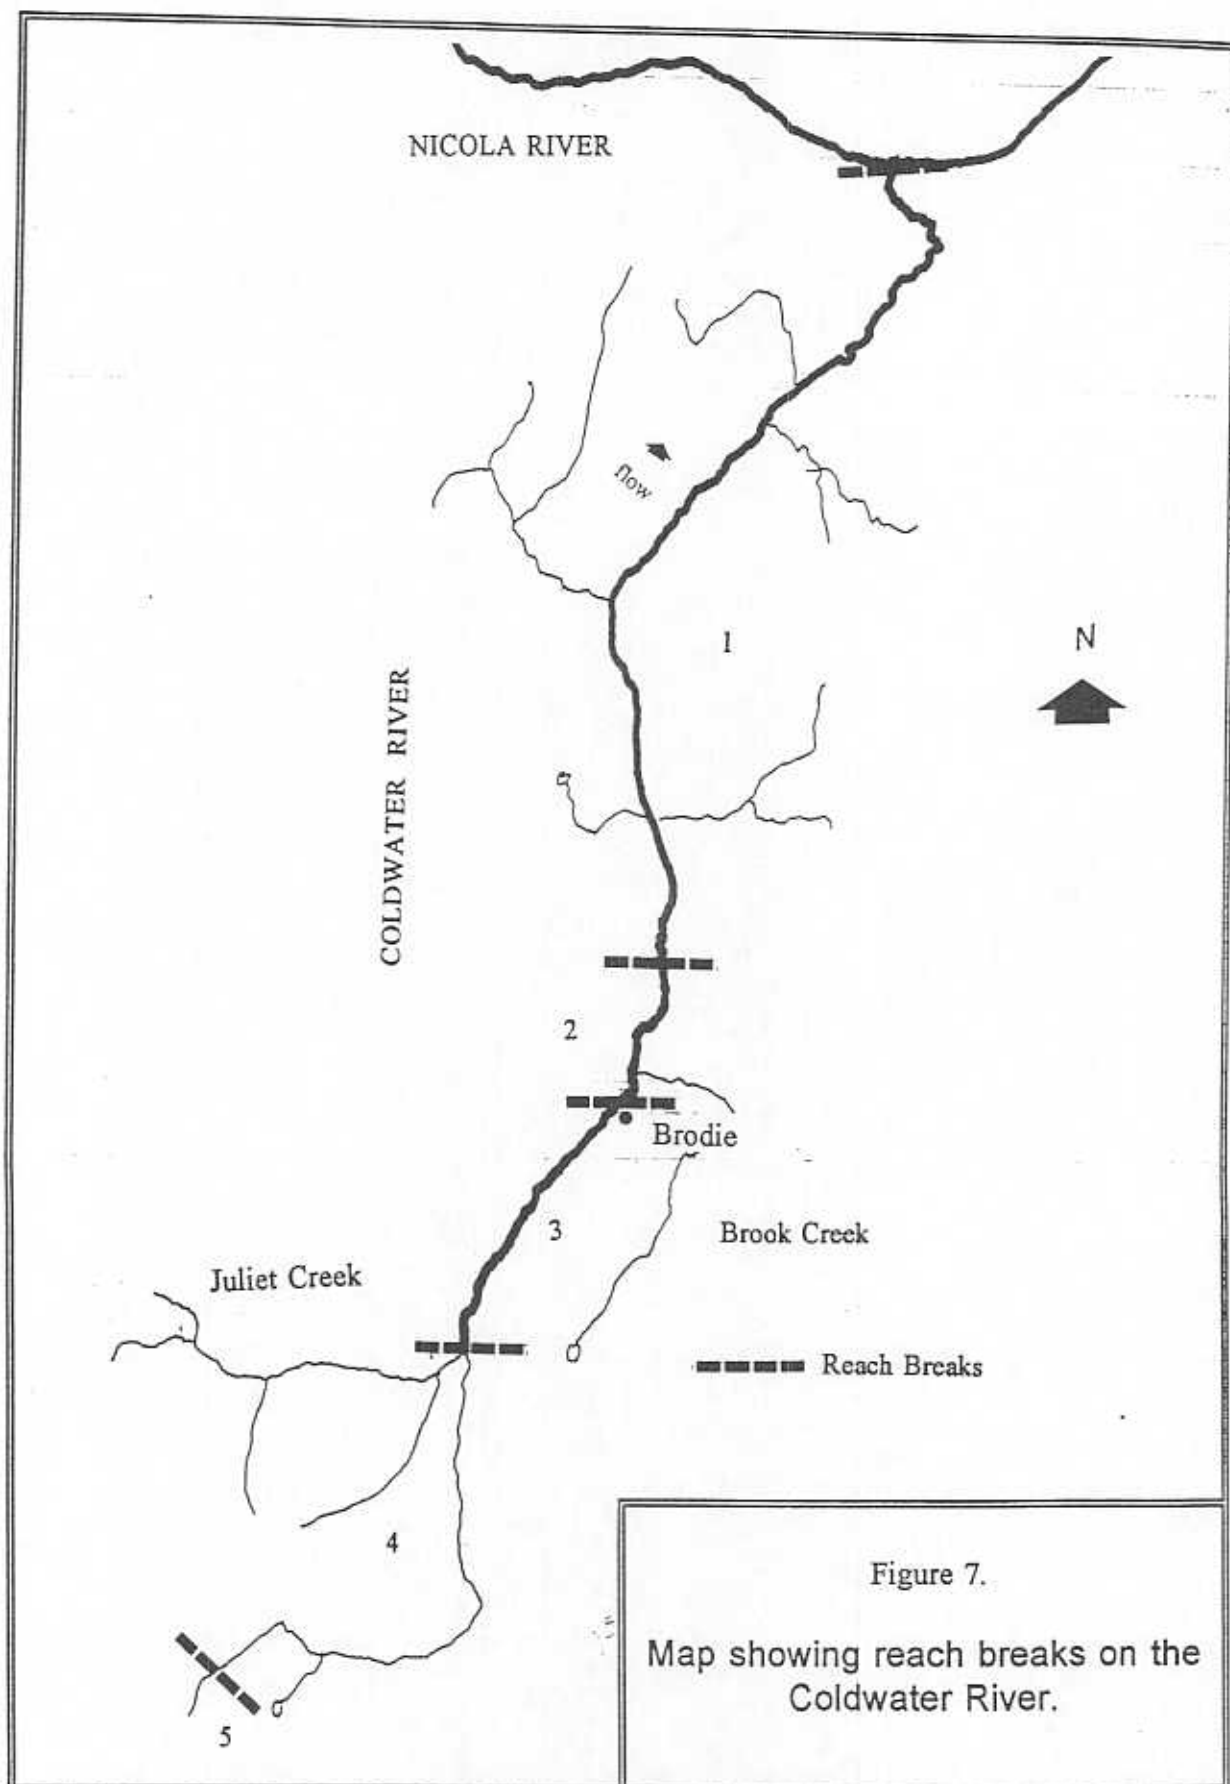 NICOLA RIVER
flow
1
N
COLDWATER RIVER
2
Brodie
3
Brook Creek
Juliet Creek
Reach Breaks
4
5
Figure 7.
Map showing reach breaks on the
Coldwater River.